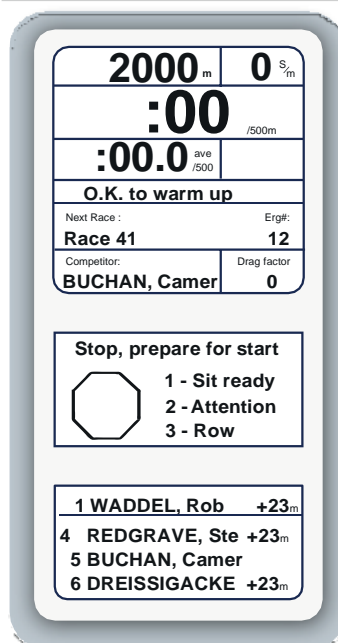 2000 m 0 S/m
:00 /500m
:00.0 ave /500
O.K. to warm up
Next Race : Erg#:
Race 41 12
Competitor: Drag factor
BUCHAN, Camer 0
Stop, prepare for start
1 - Sit ready
2 - Attention
3 - Row
1 WADDEL, Rob +23m
4 REDGRAVE, Ste +23m
5 BUCHAN, Camer
6 DREISSIGACKE +23m